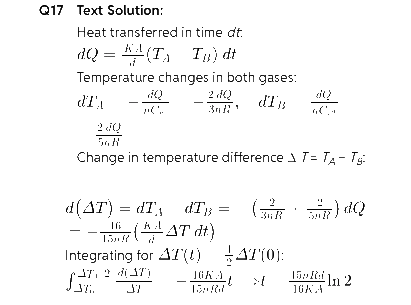 Q17 Text Solution:
Heat transferred in time dt:
dQ = KA/d (T_A T_B) dt
Temperature changes in both gases:
dT_A - dQ/nC_v - 2 dQ/3nR, dT_B dQ/nC
2 dQ/5nR
Change in temperature difference Δ T = T_A − T_B:
d(ΔT) = dT_A dT_B = (2/3nR · 2/5nR) dQ
= − 16/15nR (KA/d ΔT dt)
Integrating for ΔT(t) 1/2 ΔT(0):
∫ d(ΔT)/ΔT - 16KA/15nRd t t 15nRd/16KA ln 2